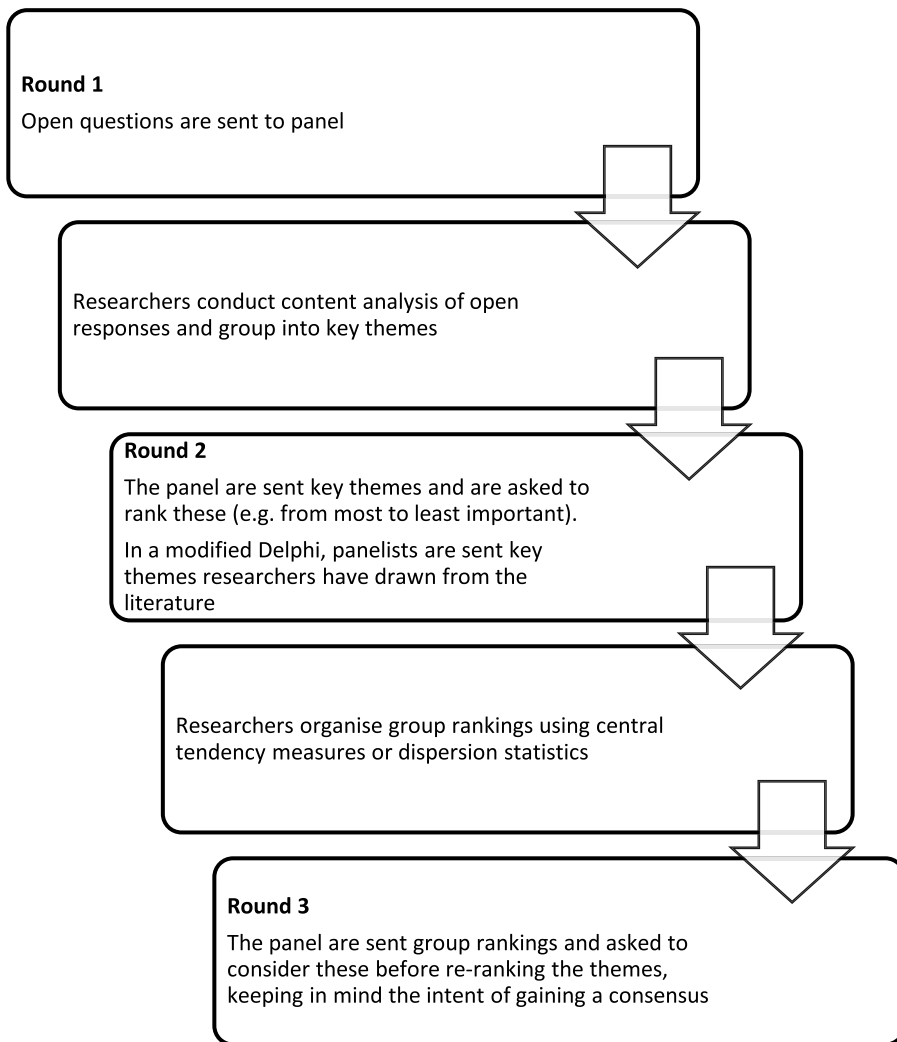 Round 1
Open questions are sent to panel
Researchers conduct content analysis of open
responses and group into key themes
Round 2
The panel are sent key themes and are asked to
rank these (e.g. from most to least important).
In a modified Delphi, panelists are sent key
themes researchers have drawn from the
literature
Researchers organise group rankings using central
tendency measures or dispersion statistics
Round 3
The panel are sent group rankings and asked to
consider these before re-ranking the themes,
keeping in mind the intent of gaining a consensus